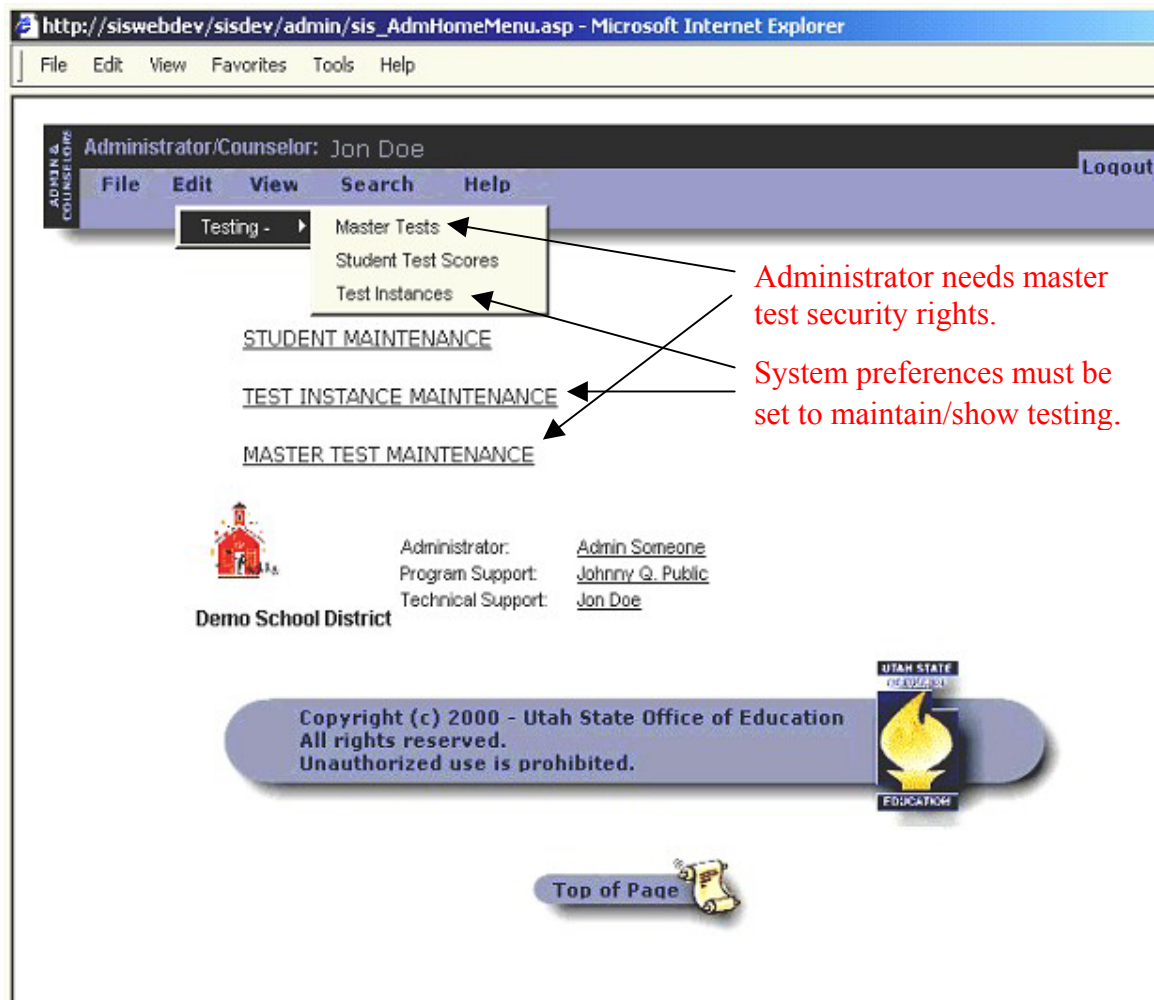 http://siswebdev/sisdev/admin/sis_AdmHomeMenu.asp - Microsoft Internet Explorer
File Edit View Favorites Tools Help
ADMIN & COUNSELORS
Administrator/Counselor: Jon Doe
Logout
File Edit View Search Help
Testing -
Master Tests
Student Test Scores
Test Instances
Administrator needs master
test security rights.
System preferences must be
set to maintain/show testing.
STUDENT MAINTENANCE
TEST INSTANCE MAINTENANCE
MASTER TEST MAINTENANCE
Administrator: Admin Someone
Program Support: Johnny Q. Public
Technical Support: Jon Doe
Demo School District
UTAH STATE
Copyright (c) 2000 - Utah State Office of Education
All rights reserved.
Unauthorized use is prohibited.
EDUCATION
Top of Page